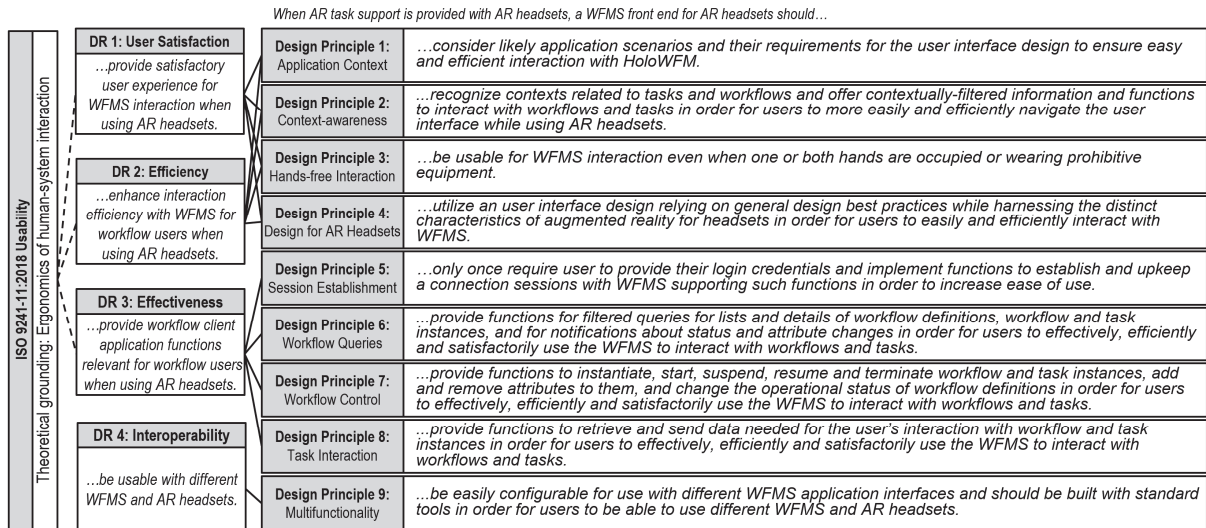 When AR task support is provided with AR headsets, a WFMS front end for AR headsets should…
ISO 9241-11:2018 Usability
Theoretical grounding: Ergonomics of human-system interaction
DR 1: User Satisfaction
…provide satisfactory
user experience for
WFMS interaction when
using AR headsets.
DR 2: Efficiency
…enhance interaction
efficiency with WFMS for
workflow users when
using AR headsets.
DR 3: Effectiveness
…provide workflow client
application functions
relevant for workflow users
when using AR headsets.
DR 4: Interoperability
…be usable with different
WFMS and AR headsets.
Design Principle 1:
Application Context
…consider likely application scenarios and their requirements for the user interface design to ensure easy
and efficient interaction with HoloWFM.
Design Principle 2:
Context-awareness
…recognize contexts related to tasks and workflows and offer contextually-filtered information and functions
to interact with workflows and tasks in order for users to more easily and efficiently navigate the user
interface while using AR headsets.
Design Principle 3:
Hands-free Interaction
…be usable for WFMS interaction even when one or both hands are occupied or wearing prohibitive
equipment.
Design Principle 4:
Design for AR Headsets
…utilize an user interface design relying on general design best practices while harnessing the distinct
characteristics of augmented reality for headsets in order for users to easily and efficiently interact with
WFMS.
Design Principle 5:
Session Establishment
…only once require user to provide their login credentials and implement functions to establish and upkeep
a connection sessions with WFMS supporting such functions in order to increase ease of use.
Design Principle 6:
Workflow Queries
…provide functions for filtered queries for lists and details of workflow definitions, workflow and task
instances, and for notifications about status and attribute changes in order for users to effectively, efficiently
and satisfactorily use the WFMS to interact with workflows and tasks.
Design Principle 7:
Workflow Control
…provide functions to instantiate, start, suspend, resume and terminate workflow and task instances, add
and remove attributes to them, and change the operational status of workflow definitions in order for users
to effectively, efficiently and satisfactorily use the WFMS to interact with workflows and tasks.
Design Principle 8:
Task Interaction
…provide functions to retrieve and send data needed for the user's interaction with workflow and task
instances in order for users to effectively, efficiently and satisfactorily use the WFMS to interact with
workflows and tasks.
Design Principle 9:
Multifunctionality
…be easily configurable for use with different WFMS application interfaces and should be built with standard
tools in order for users to be able to use different WFMS and AR headsets.